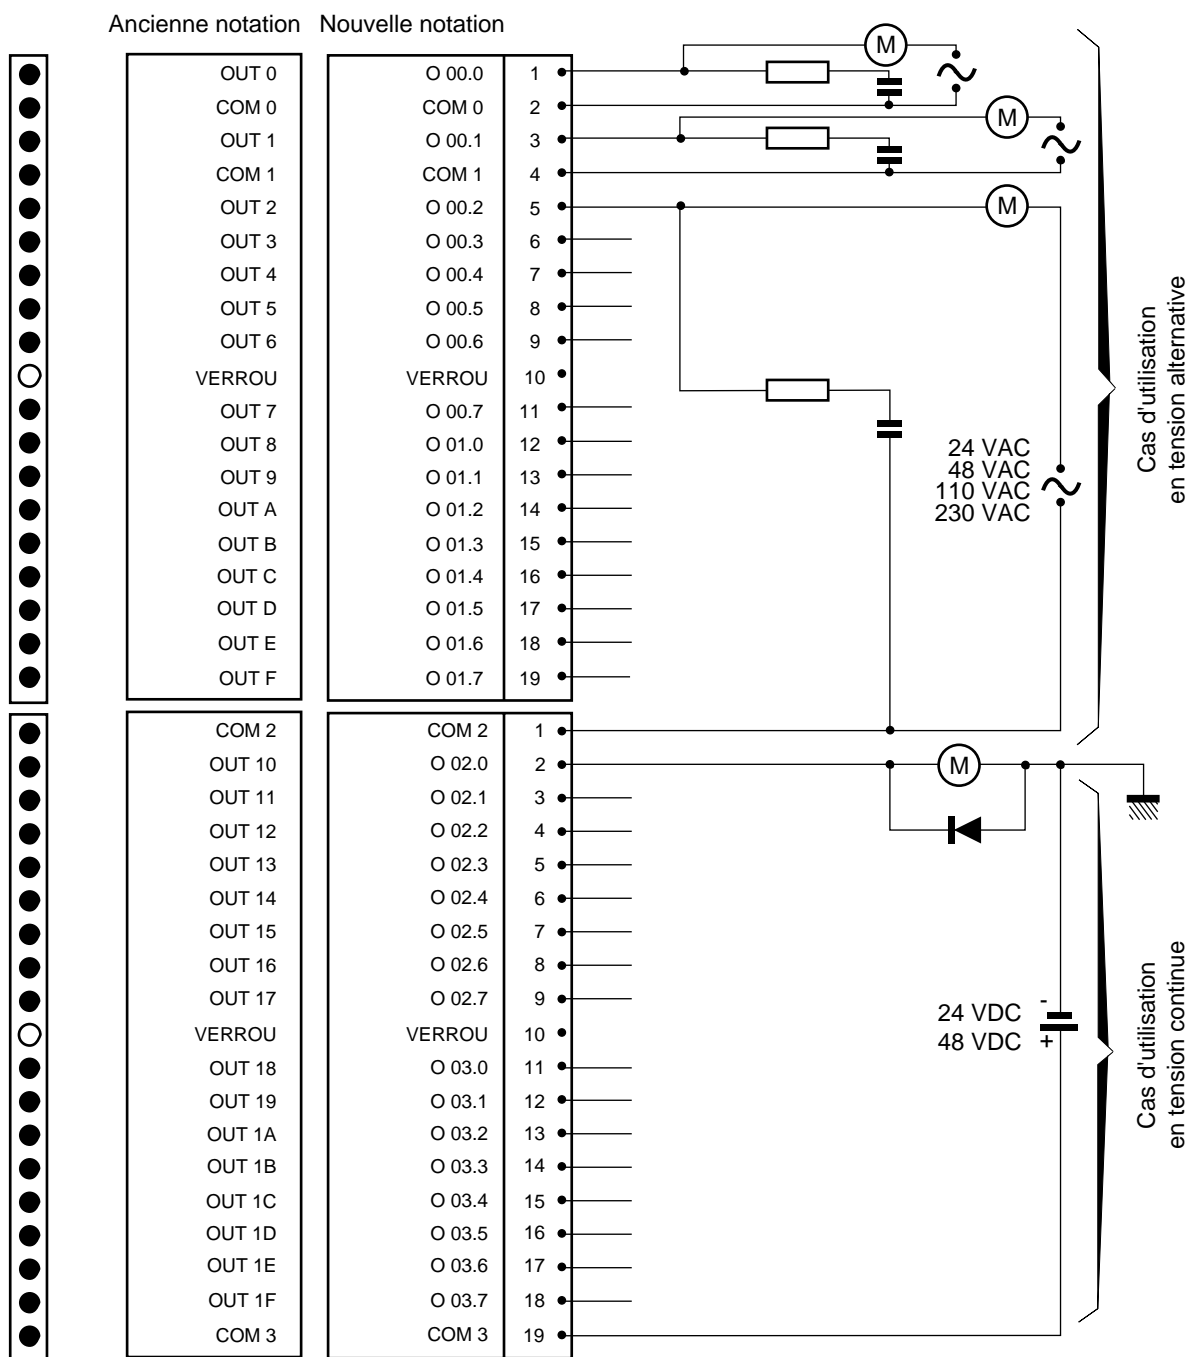 Ancienne notation Nouvelle notation
OUT 0 O 00.0 1
COM 0 COM 0 2
OUT 1 O 00.1 3
COM 1 COM 1 4
OUT 2 O 00.2 5
OUT 3 O 00.3 6
OUT 4 O 00.4 7
OUT 5 O 00.5 8
OUT 6 O 00.6 9
VERROU VERROU 10
OUT 7 O 00.7 11
OUT 8 O 01.0 12
OUT 9 O 01.1 13
OUT A O 01.2 14
OUT B O 01.3 15
OUT C O 01.4 16
OUT D O 01.5 17
OUT E O 01.6 18
OUT F O 01.7 19
M
M
M
24 VAC
48 VAC
110 VAC
230 VAC
Cas d'utilisation
en tension alternative
COM 2 COM 2 1
OUT 10 O 02.0 2
OUT 11 O 02.1 3
OUT 12 O 02.2 4
OUT 13 O 02.3 5
OUT 14 O 02.4 6
OUT 15 O 02.5 7
OUT 16 O 02.6 8
OUT 17 O 02.7 9
VERROU VERROU 10
OUT 18 O 03.0 11
OUT 19 O 03.1 12
OUT 1A O 03.2 13
OUT 1B O 03.3 14
OUT 1C O 03.4 15
OUT 1D O 03.5 16
OUT 1E O 03.6 17
OUT 1F O 03.7 18
COM 3 COM 3 19
M
24 VDC -
48 VDC +
Cas d'utilisation
en tension continue